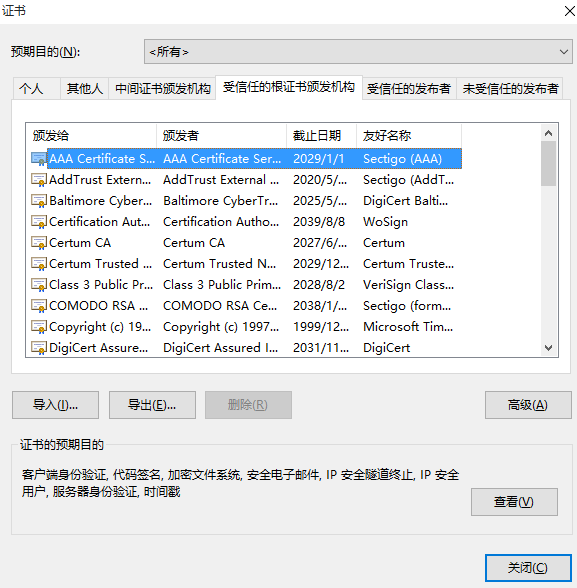 证书
预期目的(N): <所有>
个人 其他人 中间证书颁发机构 受信任的根证书颁发机构 受信任的发布者 未受信任的发布者
颁发给 颁发者 截止日期 友好名称
AAA Certificate S... AAA Certificate Ser... 2029/1/1 Sectigo (AAA)
AddTrust Extern... AddTrust External ... 2020/5/... Sectigo (AddT...
Baltimore Cyber... Baltimore CyberTr... 2025/5/... DigiCert Balti...
Certification Aut... Certification Autho... 2039/8/8 WoSign
Certum CA Certum CA 2027/6/... Certum
Certum Trusted ... Certum Trusted N... 2029/12... Certum Truste...
Class 3 Public Pr... Class 3 Public Prim... 2028/8/2 VeriSign Class...
COMODO RSA ... COMODO RSA Ce... 2038/1/... Sectigo (form...
Copyright (c) 19... Copyright (c) 1997... 1999/12... Microsoft Tim...
DigiCert Assure... DigiCert Assured I... 2031/11... DigiCert
导入(I)... 导出(E)... 删除(R) 高级(A)
证书的预期目的
客户端身份验证, 代码签名, 加密文件系统, 安全电子邮件, IP 安全隧道终止, IP 安全
用户, 服务器身份验证, 时间戳
查看(V)
关闭(C)